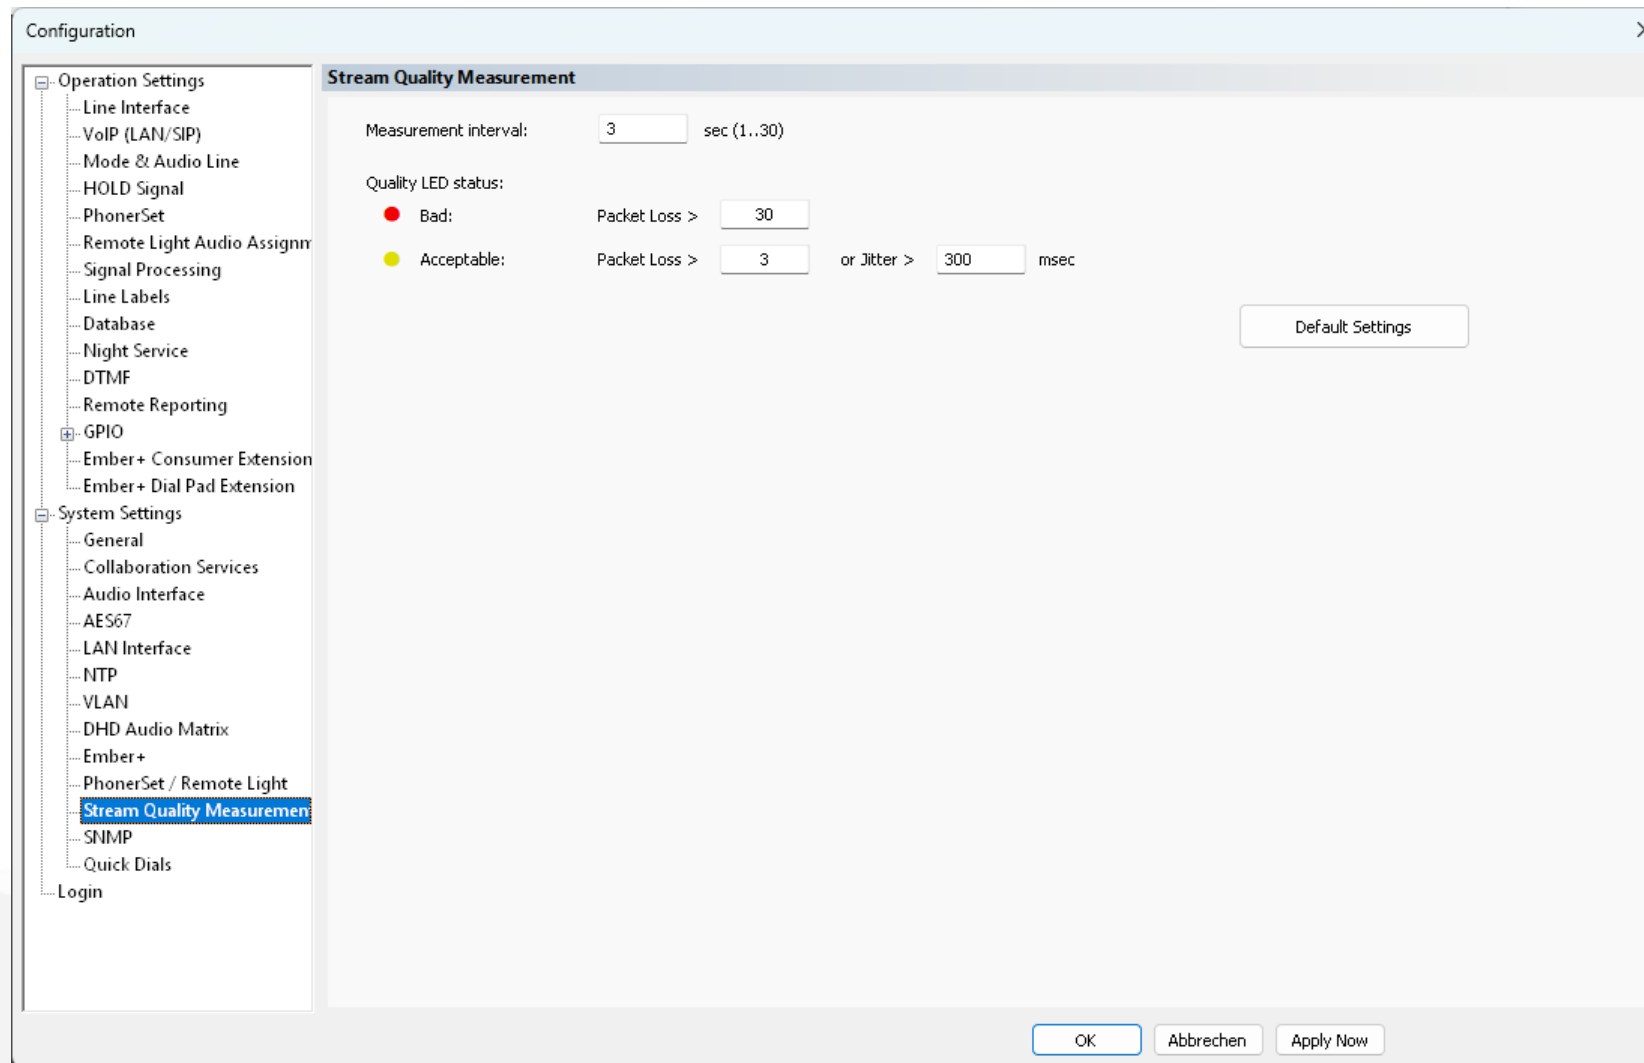 Configuration
Operation Settings
Line Interface
VoIP (LAN/SIP)
Mode & Audio Line
HOLD Signal
PhonerSet
Remote Light Audio Assignm
Signal Processing
Line Labels
Database
Night Service
DTMF
Remote Reporting
GPIO
Ember+ Consumer Extension
Ember+ Dial Pad Extension
System Settings
General
Collaboration Services
Audio Interface
AES67
LAN Interface
NTP
VLAN
DHD Audio Matrix
Ember+
PhonerSet / Remote Light
Stream Quality Measuremen
SNMP
Quick Dials
Login
Stream Quality Measurement
Measurement interval: 3 sec (1..30)
Quality LED status:
Bad: Packet Loss > 30
Acceptable: Packet Loss > 3 or Jitter > 300 msec
Default Settings
OK Abbrechen Apply Now